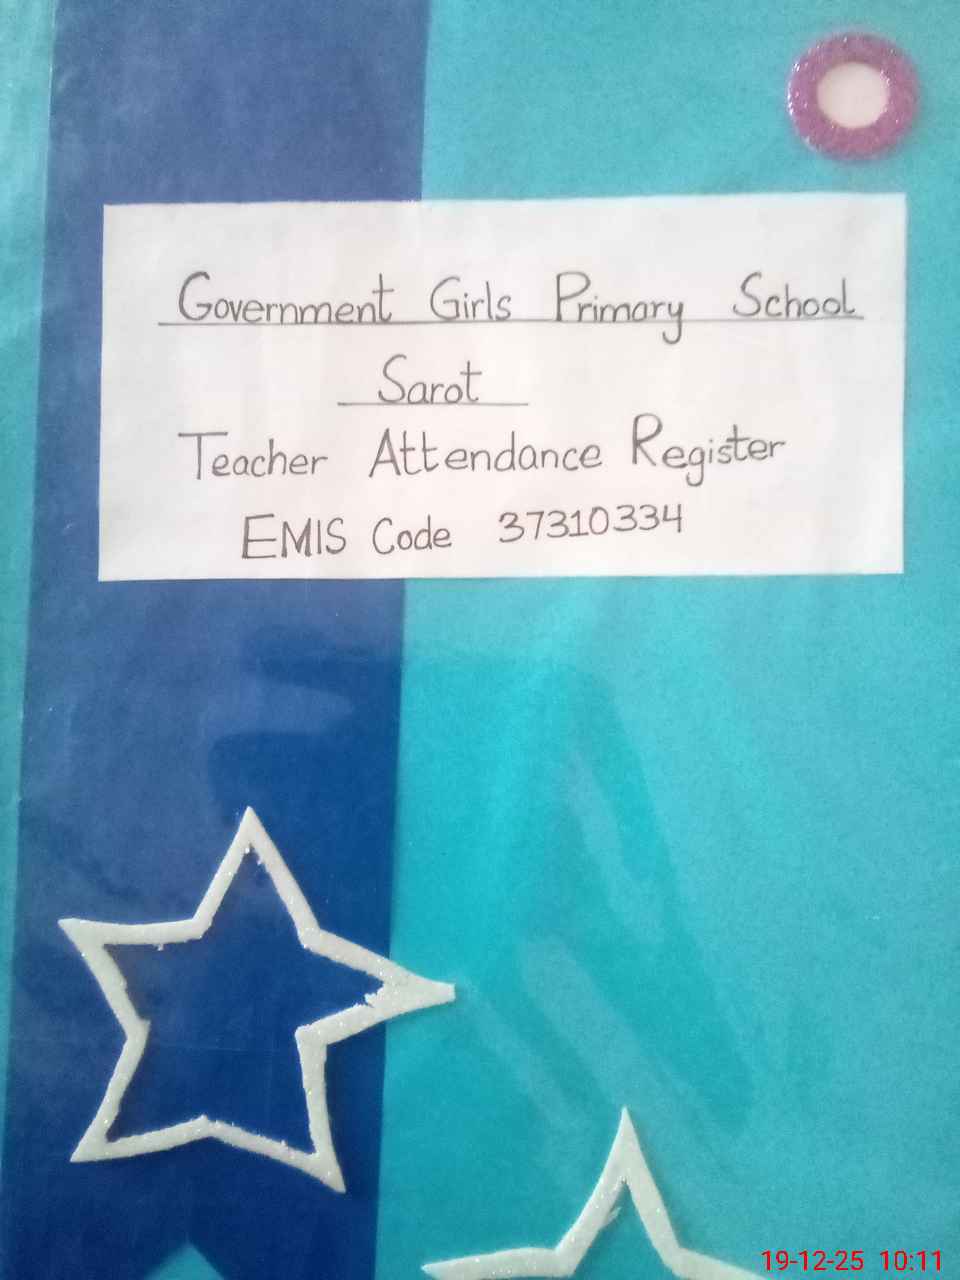 Government Girls Primary School
Sarot
Teacher Attendance Register
EMIS Code 37310334
19-12-25 10:11